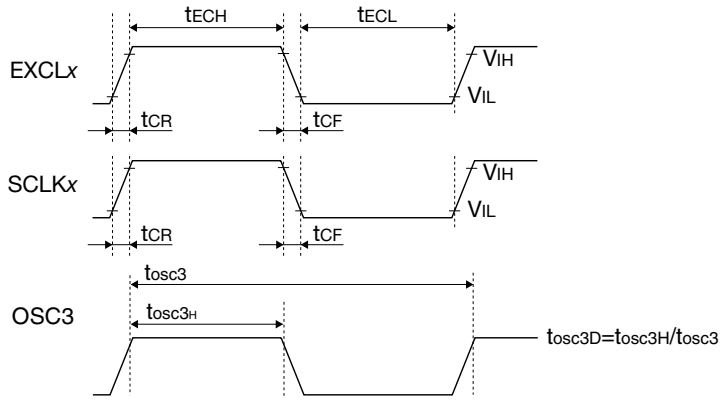 tECH tECL
EXCLx
VIH
VIL
tCR tCF
SCLKx
VIH
VIL
tCR tCF
tosc3
OSC3
tosc3H
tosc3D=tosc3H/tosc3